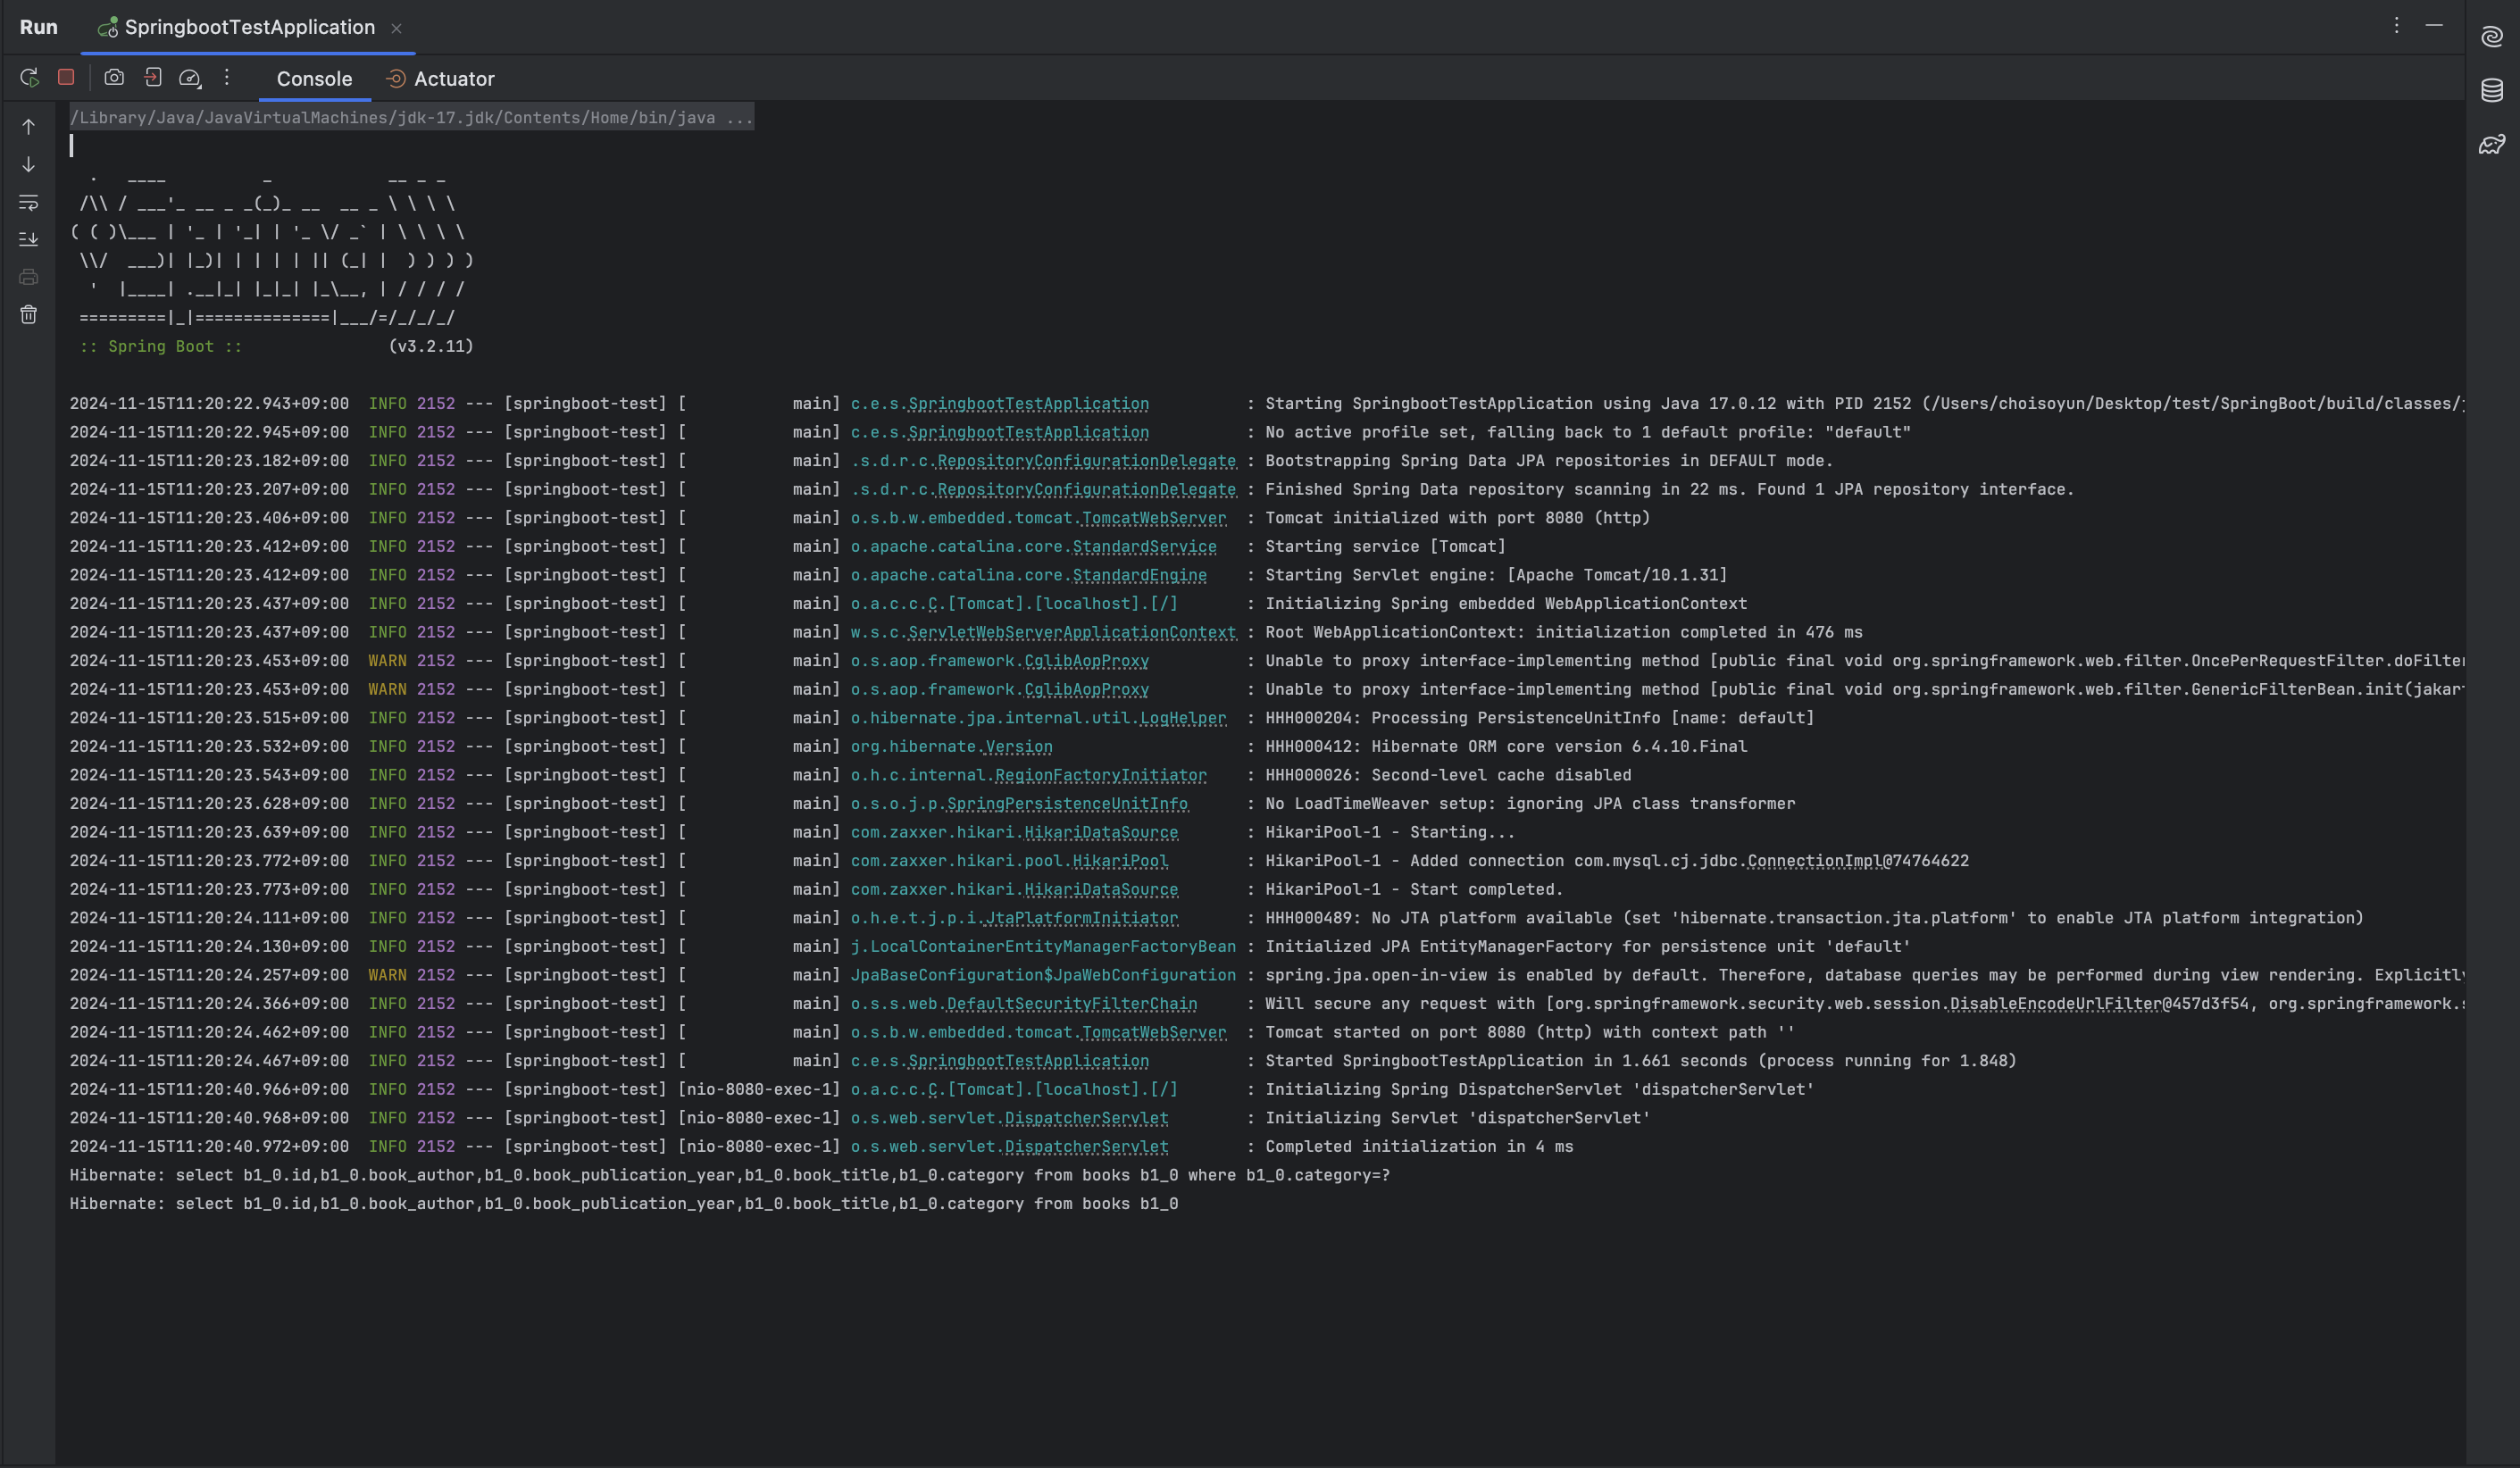 Run SpringbootTestApplication
Console Actuator
/Library/Java/JavaVirtualMachines/jdk-17.jdk/Contents/Home/bin/java ...
  .   ____          _            __ _ _
 /\\ / ___'_ __ _ _(_)_ __  __ _ \ \ \ \
( ( )\___ | '_ | '_| | '_ \/ _` | \ \ \ \
 \\/  ___)| |_)| | | | | || (_| |  ) ) ) )
  '  |____| .__|_| |_|_| |_\__, | / / / /
 =========|_|==============|___/=/_/_/_/
 :: Spring Boot ::               (v3.2.11)
2024-11-15T11:20:22.943+09:00  INFO 2152 --- [springboot-test] [           main] c.e.s.SpringbootTestApplication          : Starting SpringbootTestApplication using Java 17.0.12 with PID 2152 (/Users/choisoyun/Desktop/test/SpringBoot/build/classes/
2024-11-15T11:20:22.945+09:00  INFO 2152 --- [springboot-test] [           main] c.e.s.SpringbootTestApplication          : No active profile set, falling back to 1 default profile: "default"
2024-11-15T11:20:23.182+09:00  INFO 2152 --- [springboot-test] [           main] .s.d.r.c.RepositoryConfigurationDelegate : Bootstrapping Spring Data JPA repositories in DEFAULT mode.
2024-11-15T11:20:23.207+09:00  INFO 2152 --- [springboot-test] [           main] .s.d.r.c.RepositoryConfigurationDelegate : Finished Spring Data repository scanning in 22 ms. Found 1 JPA repository interface.
2024-11-15T11:20:23.406+09:00  INFO 2152 --- [springboot-test] [           main] o.s.b.w.embedded.tomcat.TomcatWebServer  : Tomcat initialized with port 8080 (http)
2024-11-15T11:20:23.412+09:00  INFO 2152 --- [springboot-test] [           main] o.apache.catalina.core.StandardService   : Starting service [Tomcat]
2024-11-15T11:20:23.412+09:00  INFO 2152 --- [springboot-test] [           main] o.apache.catalina.core.StandardEngine    : Starting Servlet engine: [Apache Tomcat/10.1.31]
2024-11-15T11:20:23.437+09:00  INFO 2152 --- [springboot-test] [           main] o.a.c.c.C.[Tomcat].[localhost].[/]       : Initializing Spring embedded WebApplicationContext
2024-11-15T11:20:23.437+09:00  INFO 2152 --- [springboot-test] [           main] w.s.c.ServletWebServerApplicationContext : Root WebApplicationContext: initialization completed in 476 ms
2024-11-15T11:20:23.453+09:00  WARN 2152 --- [springboot-test] [           main] o.s.aop.framework.CglibAopProxy          : Unable to proxy interface-implementing method [public final void org.springframework.web.filter.OncePerRequestFilter.doFilter
2024-11-15T11:20:23.453+09:00  WARN 2152 --- [springboot-test] [           main] o.s.aop.framework.CglibAopProxy          : Unable to proxy interface-implementing method [public final void org.springframework.web.filter.GenericFilterBean.init(jakar
2024-11-15T11:20:23.515+09:00  INFO 2152 --- [springboot-test] [           main] o.hibernate.jpa.internal.util.LogHelper  : HHH000204: Processing PersistenceUnitInfo [name: default]
2024-11-15T11:20:23.532+09:00  INFO 2152 --- [springboot-test] [           main] org.hibernate.Version                    : HHH000412: Hibernate ORM core version 6.4.10.Final
2024-11-15T11:20:23.543+09:00  INFO 2152 --- [springboot-test] [           main] o.h.c.internal.RegionFactoryInitiator    : HHH000026: Second-level cache disabled
2024-11-15T11:20:23.628+09:00  INFO 2152 --- [springboot-test] [           main] o.s.o.j.p.SpringPersistenceUnitInfo      : No LoadTimeWeaver setup: ignoring JPA class transformer
2024-11-15T11:20:23.639+09:00  INFO 2152 --- [springboot-test] [           main] com.zaxxer.hikari.HikariDataSource       : HikariPool-1 - Starting...
2024-11-15T11:20:23.772+09:00  INFO 2152 --- [springboot-test] [           main] com.zaxxer.hikari.pool.HikariPool        : HikariPool-1 - Added connection com.mysql.cj.jdbc.ConnectionImpl@74764622
2024-11-15T11:20:23.773+09:00  INFO 2152 --- [springboot-test] [           main] com.zaxxer.hikari.HikariDataSource       : HikariPool-1 - Start completed.
2024-11-15T11:20:24.111+09:00  INFO 2152 --- [springboot-test] [           main] o.h.e.t.j.p.i.JtaPlatformInitiator       : HHH000489: No JTA platform available (set 'hibernate.transaction.jta.platform' to enable JTA platform integration)
2024-11-15T11:20:24.130+09:00  INFO 2152 --- [springboot-test] [           main] j.LocalContainerEntityManagerFactoryBean : Initialized JPA EntityManagerFactory for persistence unit 'default'
2024-11-15T11:20:24.257+09:00  WARN 2152 --- [springboot-test] [           main] JpaBaseConfiguration$JpaWebConfiguration : spring.jpa.open-in-view is enabled by default. Therefore, database queries may be performed during view rendering. Explicitly
2024-11-15T11:20:24.366+09:00  INFO 2152 --- [springboot-test] [           main] o.s.s.web.DefaultSecurityFilterChain     : Will secure any request with [org.springframework.security.web.session.DisableEncodeUrlFilter@457d3f54, org.springframework.s
2024-11-15T11:20:24.462+09:00  INFO 2152 --- [springboot-test] [           main] o.s.b.w.embedded.tomcat.TomcatWebServer  : Tomcat started on port 8080 (http) with context path ''
2024-11-15T11:20:24.467+09:00  INFO 2152 --- [springboot-test] [           main] c.e.s.SpringbootTestApplication          : Started SpringbootTestApplication in 1.661 seconds (process running for 1.848)
2024-11-15T11:20:40.966+09:00  INFO 2152 --- [springboot-test] [nio-8080-exec-1] o.a.c.c.C.[Tomcat].[localhost].[/]       : Initializing Spring DispatcherServlet 'dispatcherServlet'
2024-11-15T11:20:40.968+09:00  INFO 2152 --- [springboot-test] [nio-8080-exec-1] o.s.web.servlet.DispatcherServlet        : Initializing Servlet 'dispatcherServlet'
2024-11-15T11:20:40.972+09:00  INFO 2152 --- [springboot-test] [nio-8080-exec-1] o.s.web.servlet.DispatcherServlet        : Completed initialization in 4 ms
Hibernate: select b1_0.id,b1_0.book_author,b1_0.book_publication_year,b1_0.book_title,b1_0.category from books b1_0 where b1_0.category=?
Hibernate: select b1_0.id,b1_0.book_author,b1_0.book_publication_year,b1_0.book_title,b1_0.category from books b1_0